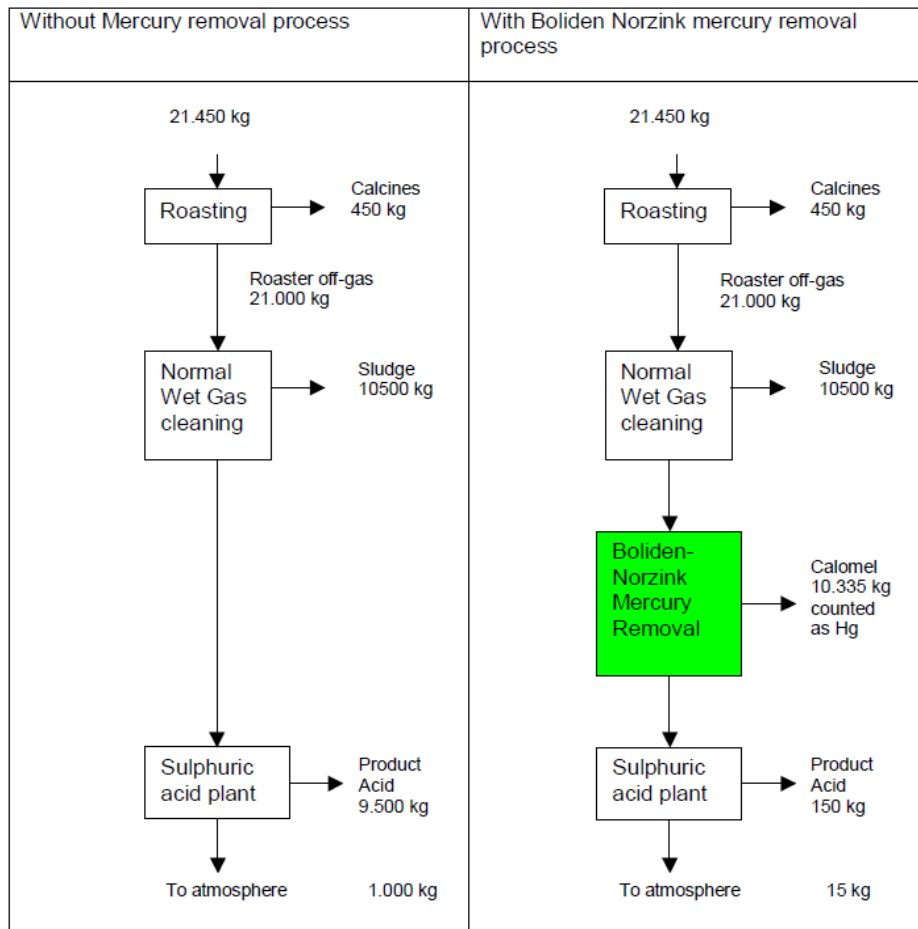 Without Mercury removal process
21.450 kg
Roasting
Calcines
450 kg
Roaster off-gas
21.000 kg
Normal
Wet Gas
cleaning
Sludge
10500 kg
Sulphuric
acid plant
Product
Acid
9.500 kg
To atmosphere 1.000 kg
With Boliden Norzink mercury removal
process
21.450 kg
Roasting
Calcines
450 kg
Roaster off-gas
21.000 kg
Normal
Wet Gas
cleaning
Sludge
10500 kg
Boliden-
Norzink
Mercury
Removal
Calomel
10.335 kg
counted
as Hg
Sulphuric
acid plant
Product
Acid
150 kg
To atmosphere 15 kg